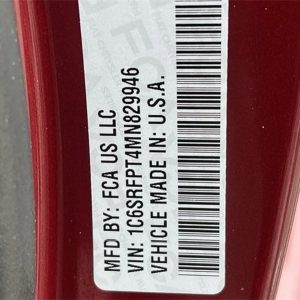 MFD BY: FCA US LLC
VIN: 1C6SRFPT4MN829946
VEHICLE MADE IN: U.S.A.